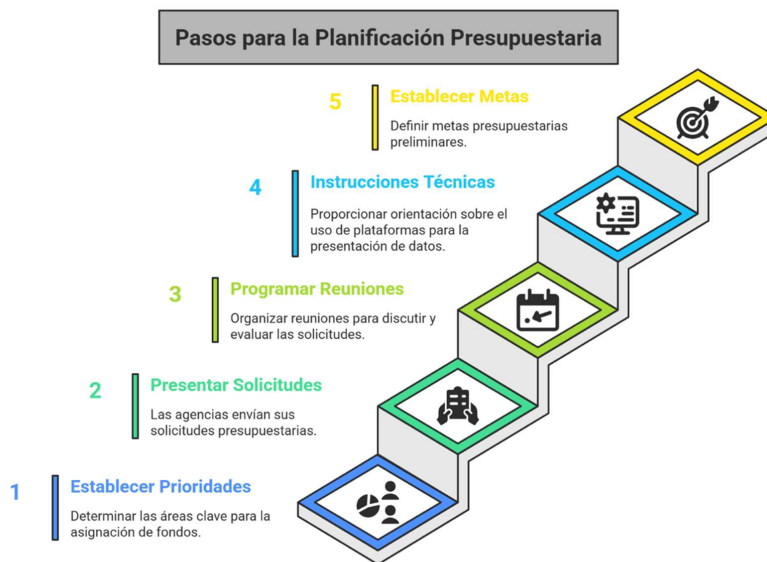 Pasos para la Planificación Presupuestaria
5
Establecer Metas
Definir metas presupuestarias
preliminares.
4
Instrucciones Técnicas
Proporcionar orientación sobre el
uso de plataformas para la
presentación de datos.
3
Programar Reuniones
Organizar reuniones para discutir y
evaluar las solicitudes.
2
Presentar Solicitudes
Las agencias envían sus
solicitudes presupuestarias.
1
Establecer Prioridades
Determinar las áreas clave para la
asignación de fondos.